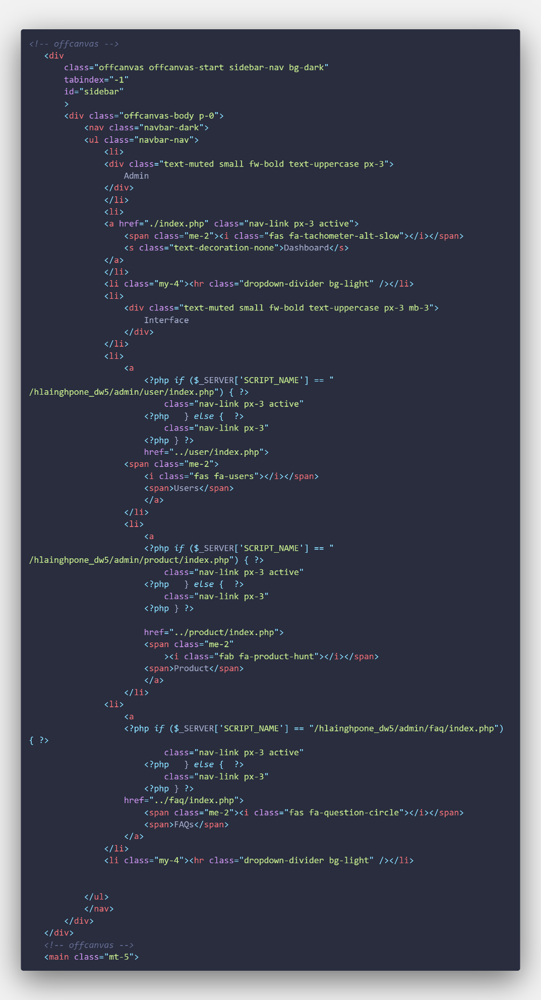 <!-- offcanvas -->
   <div
       class="offcanvas offcanvas-start sidebar-nav bg-dark"
       tabindex="-1"
       id="sidebar"
       >
       <div class="offcanvas-body p-0">
           <nav class="navbar-dark">
           <ul class="navbar-nav">
               <li>
               <div class="text-muted small fw-bold text-uppercase px-3">
                   Admin
               </div>
               </li>
               <li>
               <a href="./index.php" class="nav-link px-3 active">
                   <span class="me-2"><i class="fas fa-tachometer-alt-slow"></i></span>
                   <s class="text-decoration-none">Dashboard</s>
               </a>
               </li>
               <li class="my-4"><hr class="dropdown-divider bg-light" /></li>
               <li>
                   <div class="text-muted small fw-bold text-uppercase px-3 mb-3">
                       Interface
                   </div>
               </li>
               <li>
                   <a
                       <?php if ($_SERVER['SCRIPT_NAME'] == "
/hlainghpone_dw5/admin/user/index.php") { ?>
                           class="nav-link px-3 active"
                       <?php   } else {  ?>
                           class="nav-link px-3"
                       <?php } ?>
                       href="../user/index.php">
                   <span class="me-2">
                       <i class="fas fa-users"></i></span>
                       <span>Users</span>
                       </a>
                   </li>
                   <li>
                       <a
                       <?php if ($_SERVER['SCRIPT_NAME'] == "
/hlainghpone_dw5/admin/product/index.php") { ?>
                           class="nav-link px-3 active"
                       <?php   } else {  ?>
                           class="nav-link px-3"
                       <?php } ?>

                       href="../product/index.php">
                       <span class="me-2"
                           ><i class="fab fa-product-hunt"></i></span>
                       <span>Product</span>
                       </a>
                   </li>
               <li>
                   <a
                   <?php if ($_SERVER['SCRIPT_NAME'] == "/hlainghpone_dw5/admin/faq/index.php")
{ ?>
                           class="nav-link px-3 active"
                       <?php   } else {  ?>
                           class="nav-link px-3"
                       <?php } ?>
                   href="../faq/index.php">
                       <span class="me-2"><i class="fas fa-question-circle"></i></span>
                       <span>FAQs</span>
                   </a>
               </li>
               <li class="my-4"><hr class="dropdown-divider bg-light" /></li>


           </ul>
           </nav>
       </div>
   </div>
   <!-- offcanvas -->
   <main class="mt-5">